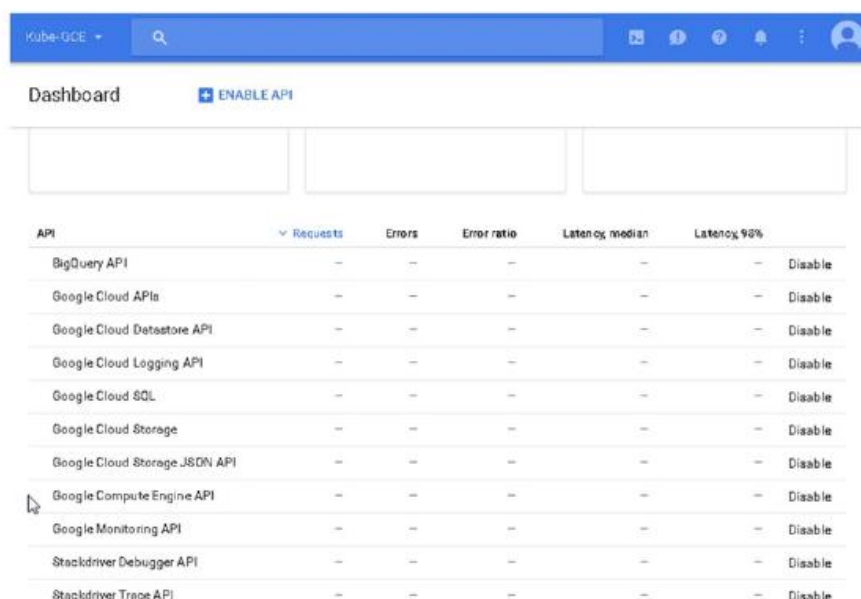 Kube-GCE
Dashboard ENABLE API
API Requests Errors Error ratio Latency, median Latency, 98%
BigQuery API – – – – – Disable
Google Cloud APIs – – – – – Disable
Google Cloud Datastore API – – – – – Disable
Google Cloud Logging API – – – – – Disable
Google Cloud SQL – – – – – Disable
Google Cloud Storage – – – – – Disable
Google Cloud Storage JSON API – – – – – Disable
Google Compute Engine API – – – – – Disable
Google Monitoring API – – – – – Disable
Stackdriver Debugger API – – – – – Disable
Stackdriver Trace API – – – – – Disable